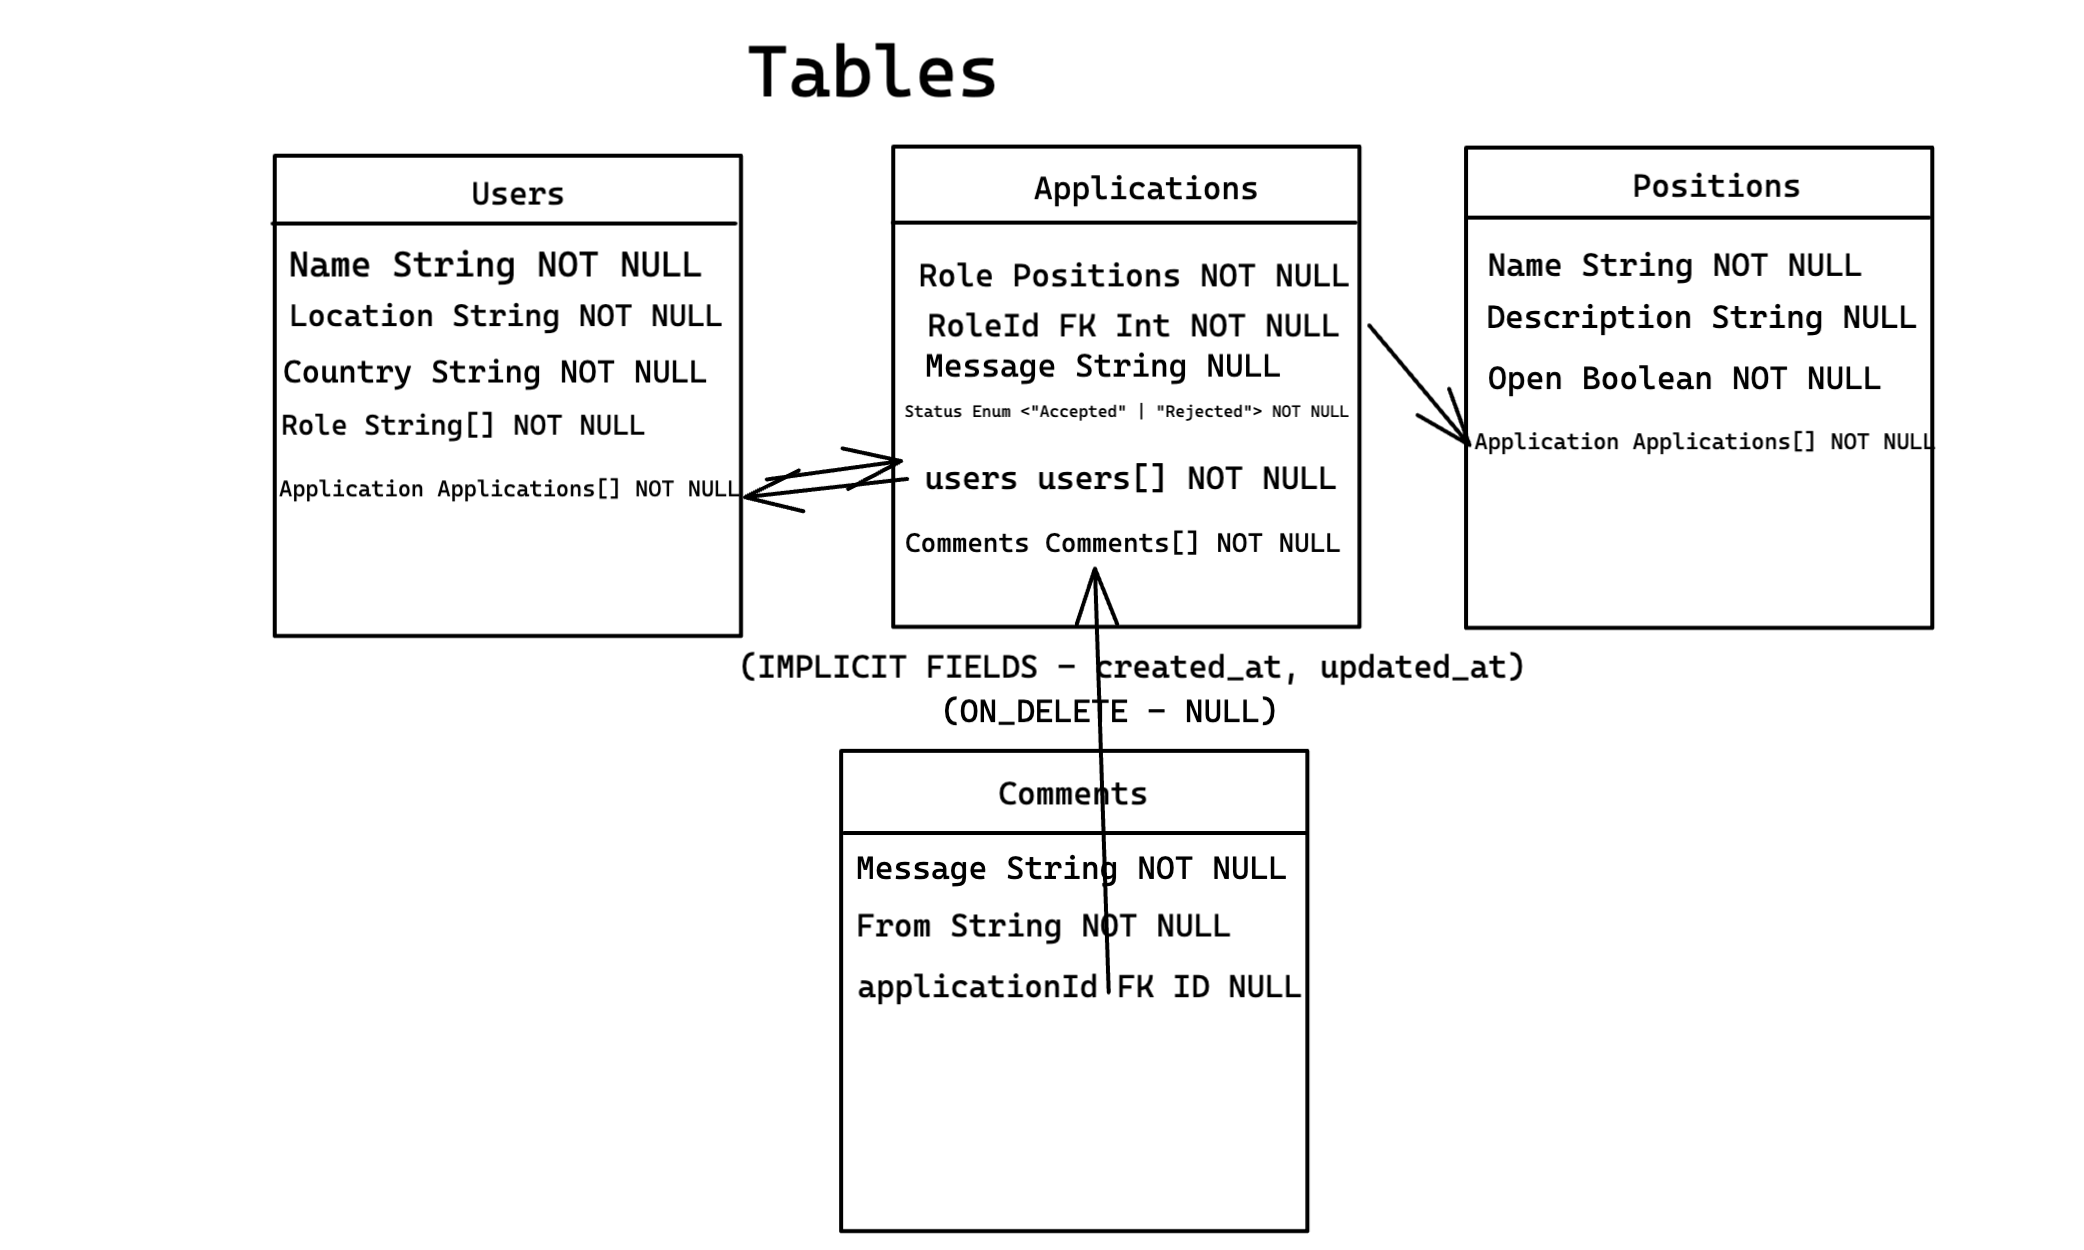 Tables
Users
Name String NOT NULL
Location String NOT NULL
Country String NOT NULL
Role String[] NOT NULL
Application Applications[] NOT NULL
Applications
Role Positions NOT NULL
RoleId FK Int NOT NULL
Message String NULL
Status Enum <"Accepted" | "Rejected"> NOT NULL
users users[] NOT NULL
Comments Comments[] NOT NULL
Positions
Name String NOT NULL
Description String NULL
Open Boolean NOT NULL
Application Applications[] NOT NULL
(IMPLICIT FIELDS - created_at, updated_at)
(ON_DELETE - NULL)
Comments
Message String NOT NULL
From String NOT NULL
applicationId FK ID NULL